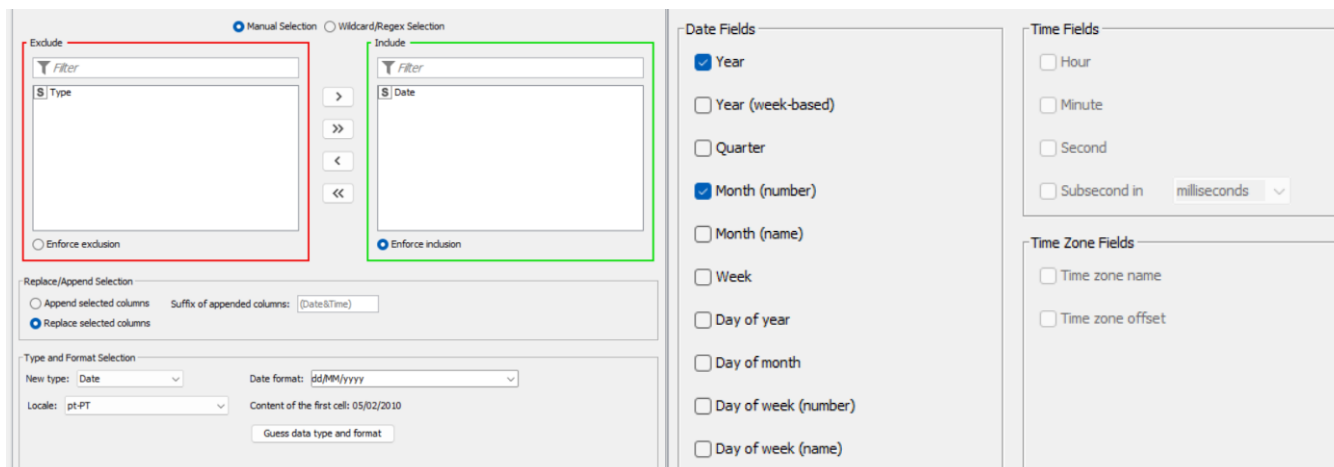 Manual Selection Wildcard/Regex Selection
Exclude
Filter
S Type
Enforce exclusion
>
>>
<
<<
Include
Filter
S Date
Enforce inclusion
Replace/Append Selection
Append selected columns Suffix of appended columns: (Date&Time)
Replace selected columns
Type and Format Selection
New type: Date Date format: dd/MM/yyyy
Locale: pt-PT Content of the first cell: 05/02/2010
Guess data type and format
Date Fields
Year
Year (week-based)
Quarter
Month (number)
Month (name)
Week
Day of year
Day of month
Day of week (number)
Day of week (name)
Time Fields
Hour
Minute
Second
Subsecond in milliseconds
Time Zone Fields
Time zone name
Time zone offset